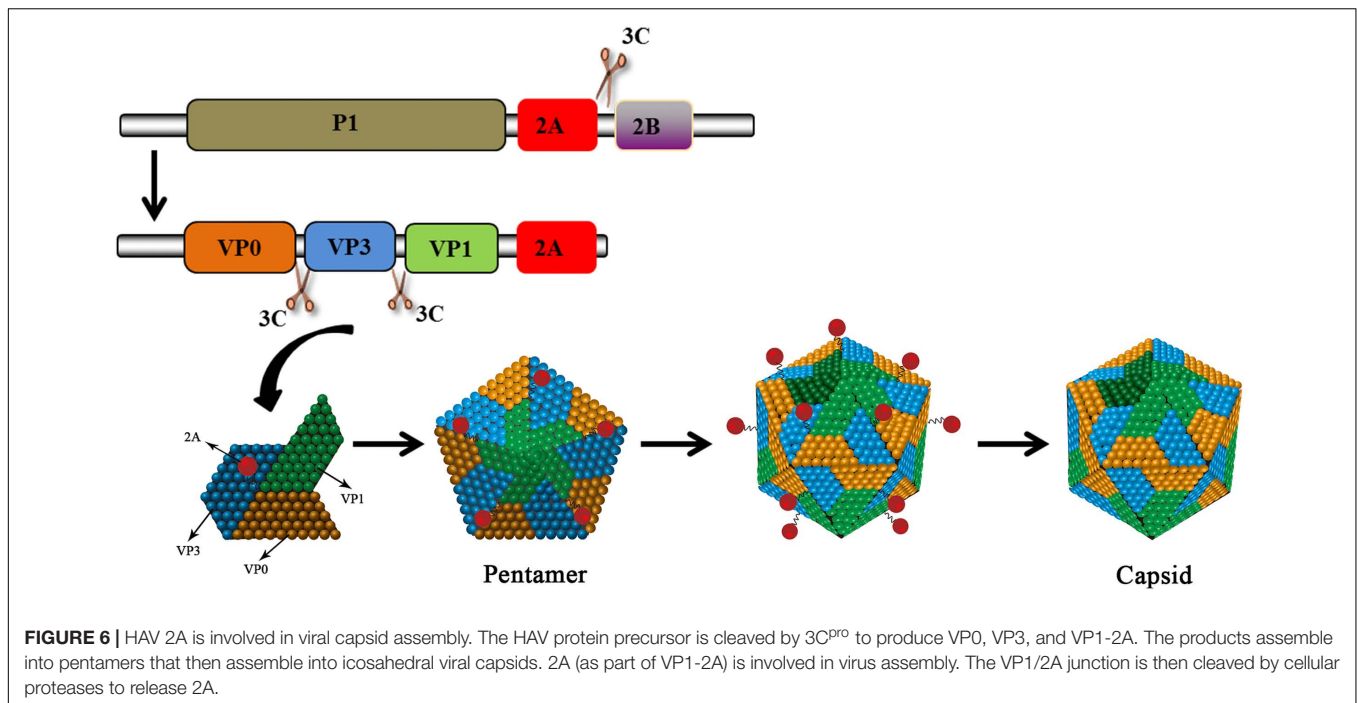 3C
P1
2A
2B
VP0
VP3
VP1
2A
3C
3C
2A
VP1
VP3
VP0
Pentamer
Capsid
FIGURE 6 | HAV 2A is involved in viral capsid assembly. The HAV protein precursor is cleaved by 3Cpro to produce VP0, VP3, and VP1-2A. The products assemble
into pentamers that then assemble into icosahedral viral capsids. 2A (as part of VP1-2A) is involved in virus assembly. The VP1/2A junction is then cleaved by cellular
proteases to release 2A.